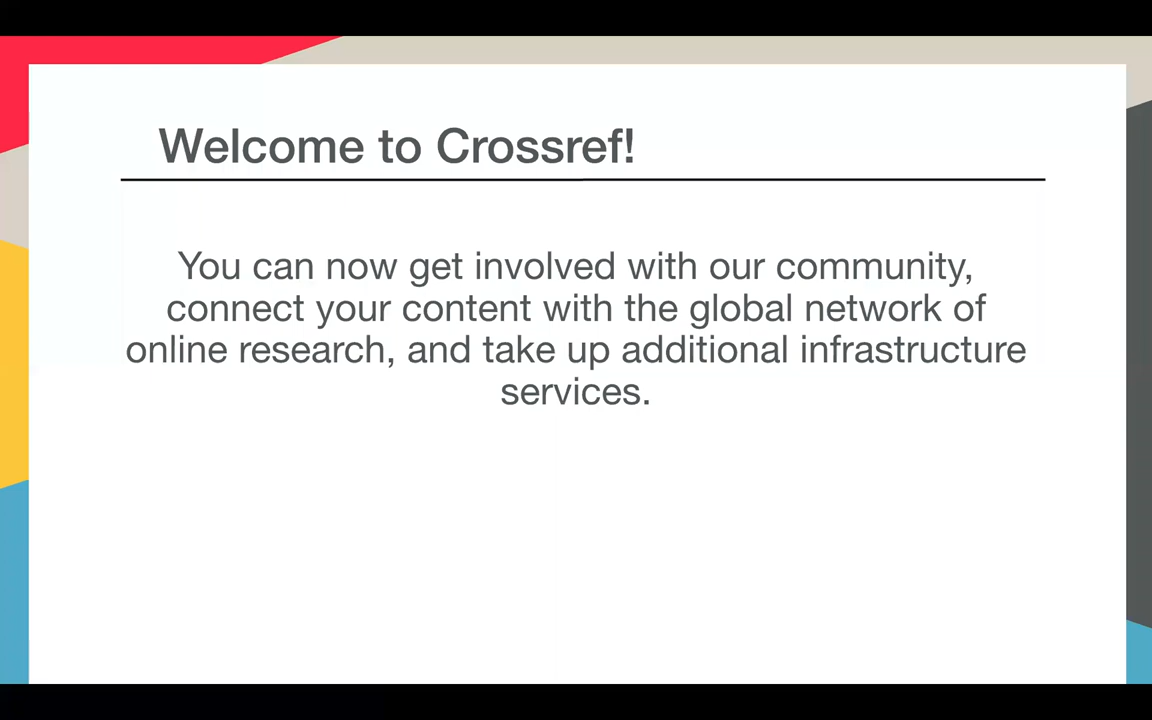 Welcome to Crossref!
You can now get involved with our community,
connect your content with the global network of
online research, and take up additional infrastructure
services.